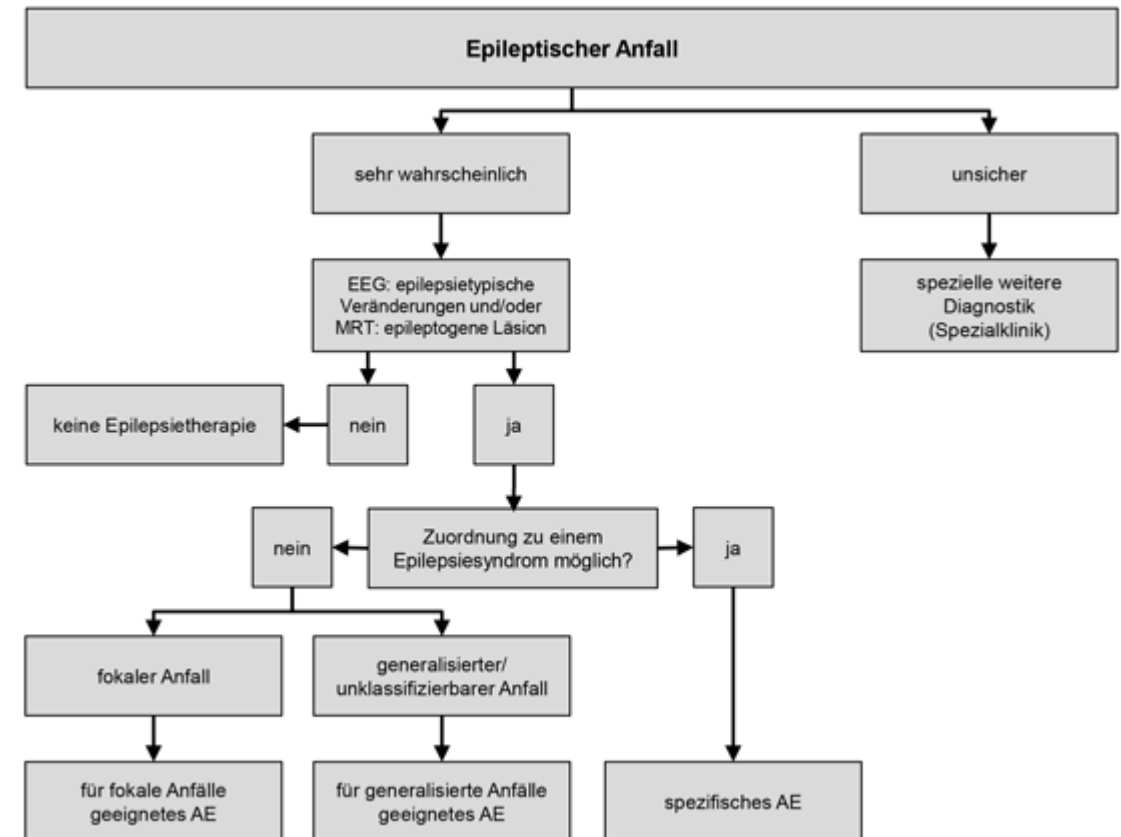 Epileptischer Anfall
sehr wahrscheinlich
unsicher
EEG: epilepsietypische
Veränderungen und/oder
MRT: epileptogene Läsion
spezielle weitere
Diagnostik
(Spezialklinik)
keine Epilepsietherapie
nein
ja
nein
Zuordnung zu einem
Epilepsiesyndrom möglich?
ja
fokaler Anfall
generalisierter/
unklassifizierbarer Anfall
für fokale Anfälle
geeignetes AE
für generalisierte Anfälle
geeignetes AE
spezifisches AE